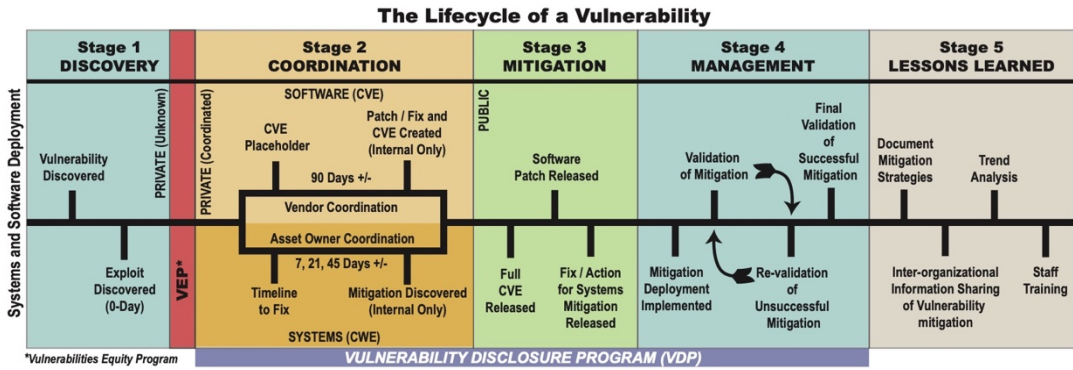 The Lifecycle of a Vulnerability
Systems and Software Deployment
Stage 1
DISCOVERY
Vulnerability
Discovered
Exploit
Discovered
(0-Day)
PRIVATE (Unknown)
VEP*
Stage 2
COORDINATION
PRIVATE (Coordinated)
SOFTWARE (CVE)
CVE
Placeholder
Patch / Fix and
CVE Created
(Internal Only)
90 Days +/-
Vendor Coordination
Asset Owner Coordination
7, 21, 45 Days +/-
Timeline
to Fix
Mitigation Discovered
(Internal Only)
SYSTEMS (CWE)
Stage 3
MITIGATION
PUBLIC
Software
Patch Released
Full
CVE
Released
Fix / Action
for Systems
Mitigation
Released
Stage 4
MANAGEMENT
Validation
of Mitigation
Final
Validation
of
Successful
Mitigation
Mitigation
Deployment
Implemented
Re-validation
of
Unsuccessful
Mitigation
Stage 5
LESSONS LEARNED
Document
Mitigation
Strategies
Trend
Analysis
Inter-organizational
Information Sharing
of Vulnerability
mitigation
Staff
Training
*Vulnerabilities Equity Program
VULNERABILITY DISCLOSURE PROGRAM (VDP)